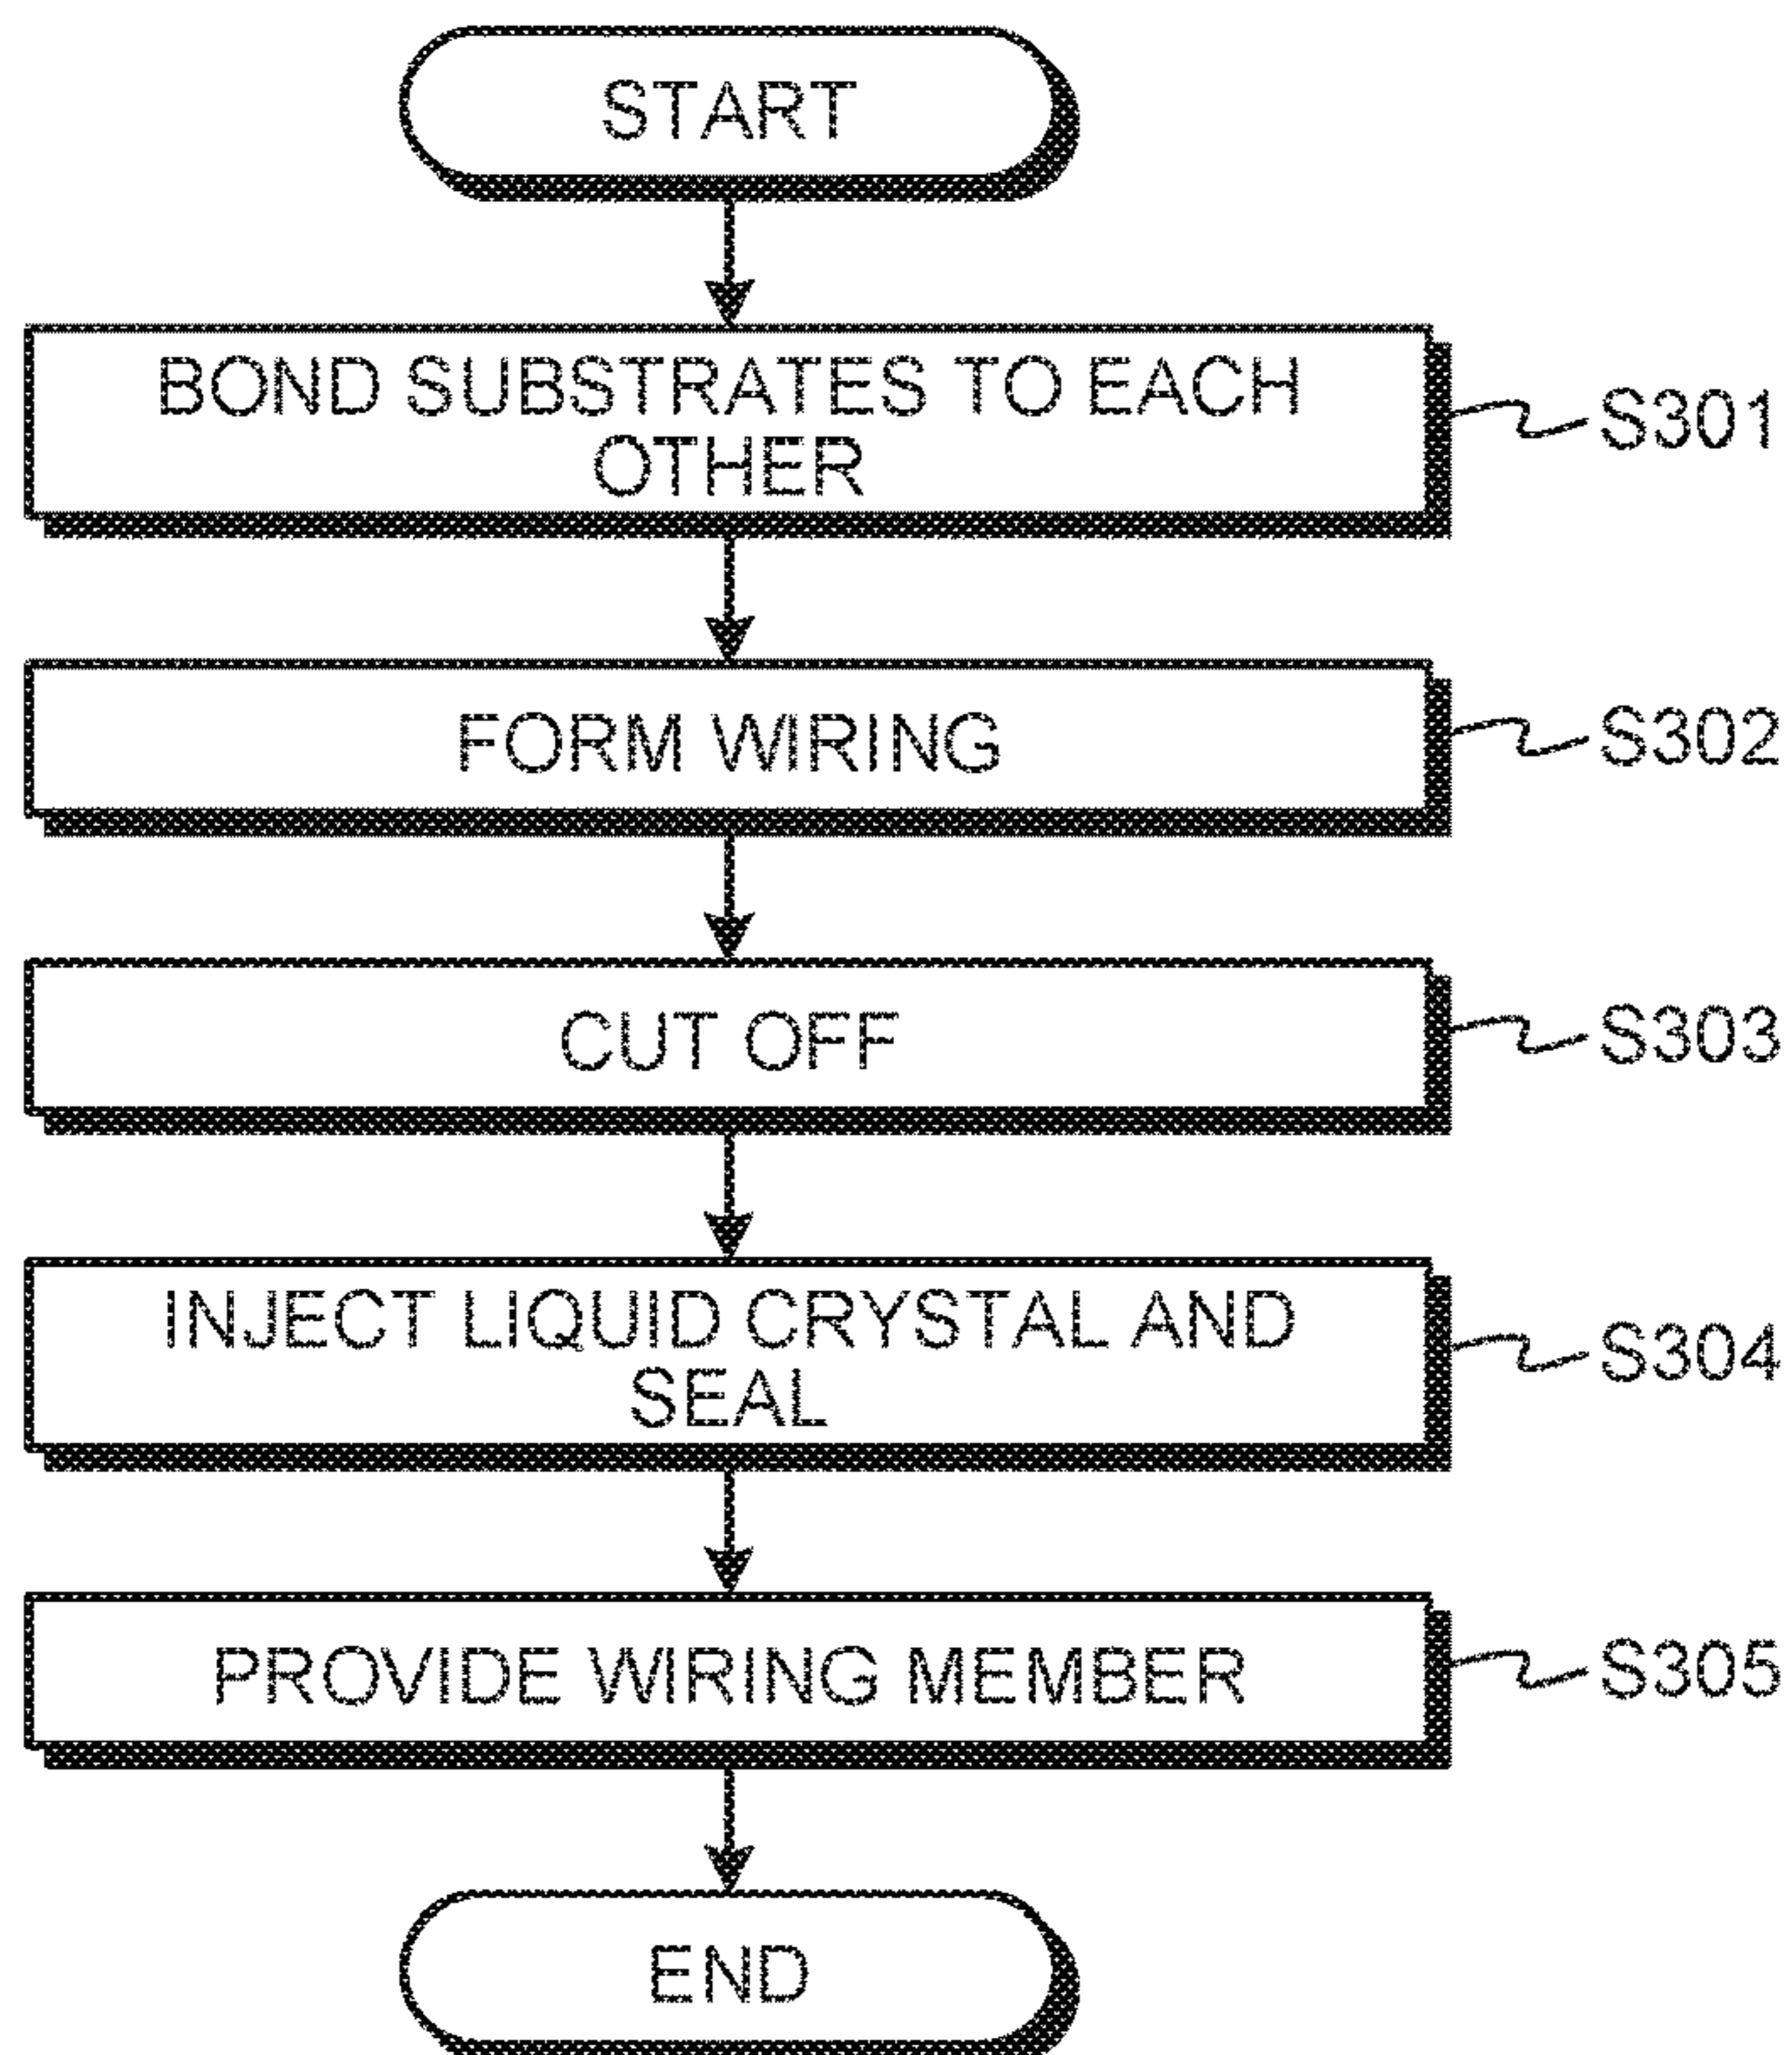 START
BOND SUBSTRATES TO EACH
OTHER
S301
FORM WIRING
S302
CUT OFF
S303
INJECT LIQUID CRYSTAL AND
SEAL
S304
PROVIDE WIRING MEMBER
S305
END